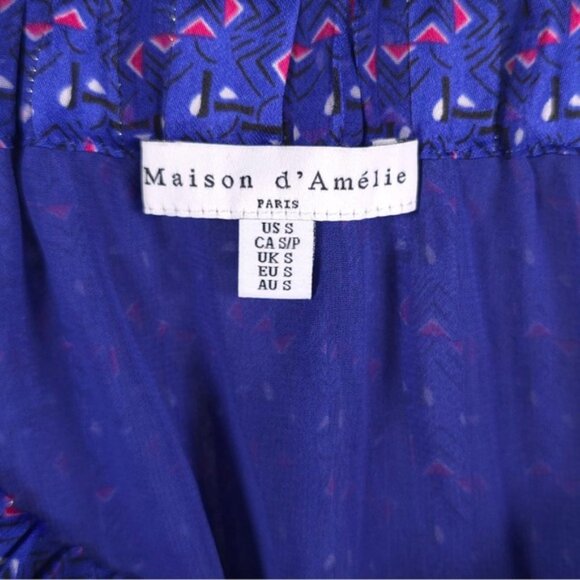 Maison d'Amélie
PARIS
US S
CA S/P
UK S
EU S
AU S